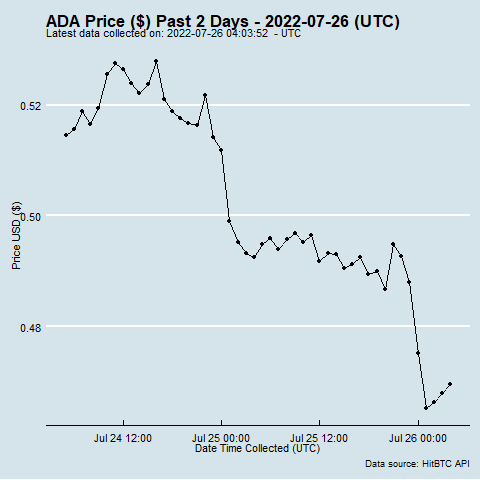 ADA Price ($) Past 2 Days - 2022-07-26 (UTC)
Latest data collected on: 2022-07-26 04:03:52 - UTC
Price USD ($)
0.52
0.50
0.48
Jul 24 12:00
Jul 25 00:00
Jul 25 12:00
Jul 26 00:00
Date Time Collected (UTC)
Data source: HitBTC API